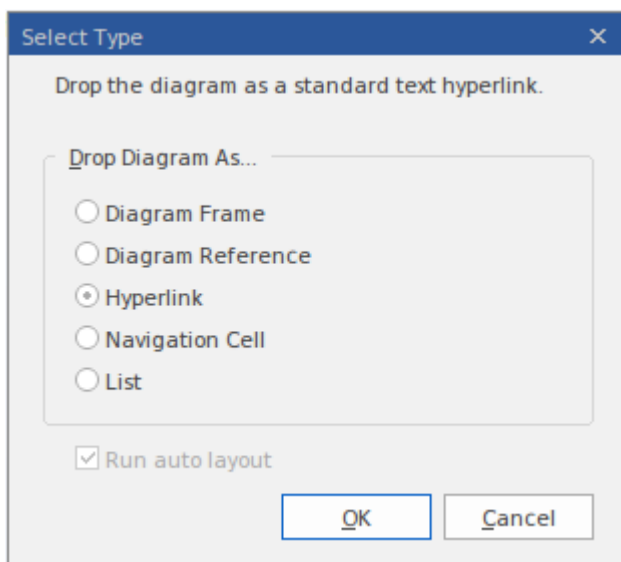 Select Type
Drop the diagram as a standard text hyperlink.
Drop Diagram As...
Diagram Frame
Diagram Reference
Hyperlink
Navigation Cell
List
Run auto layout
OK
Cancel